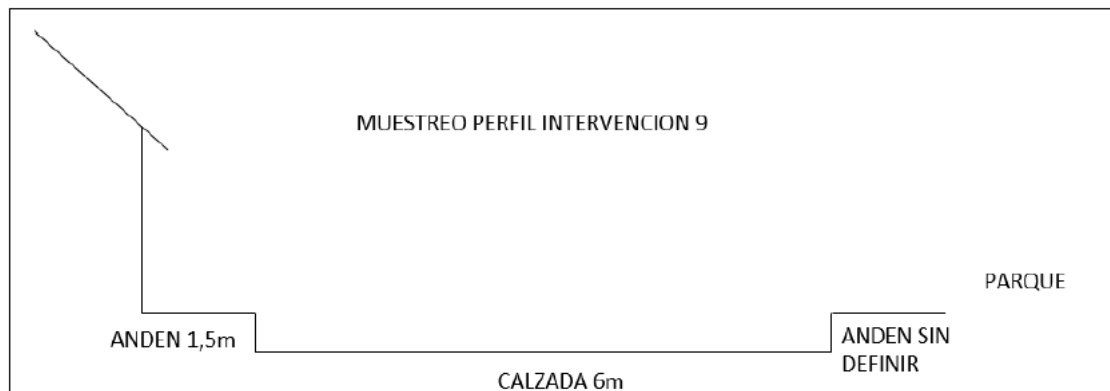 MUESTREO PERFIL INTERVENCION 9
PARQUE
ANDEN 1,5m
ANDEN SIN
DEFINIR
CALZADA 6m